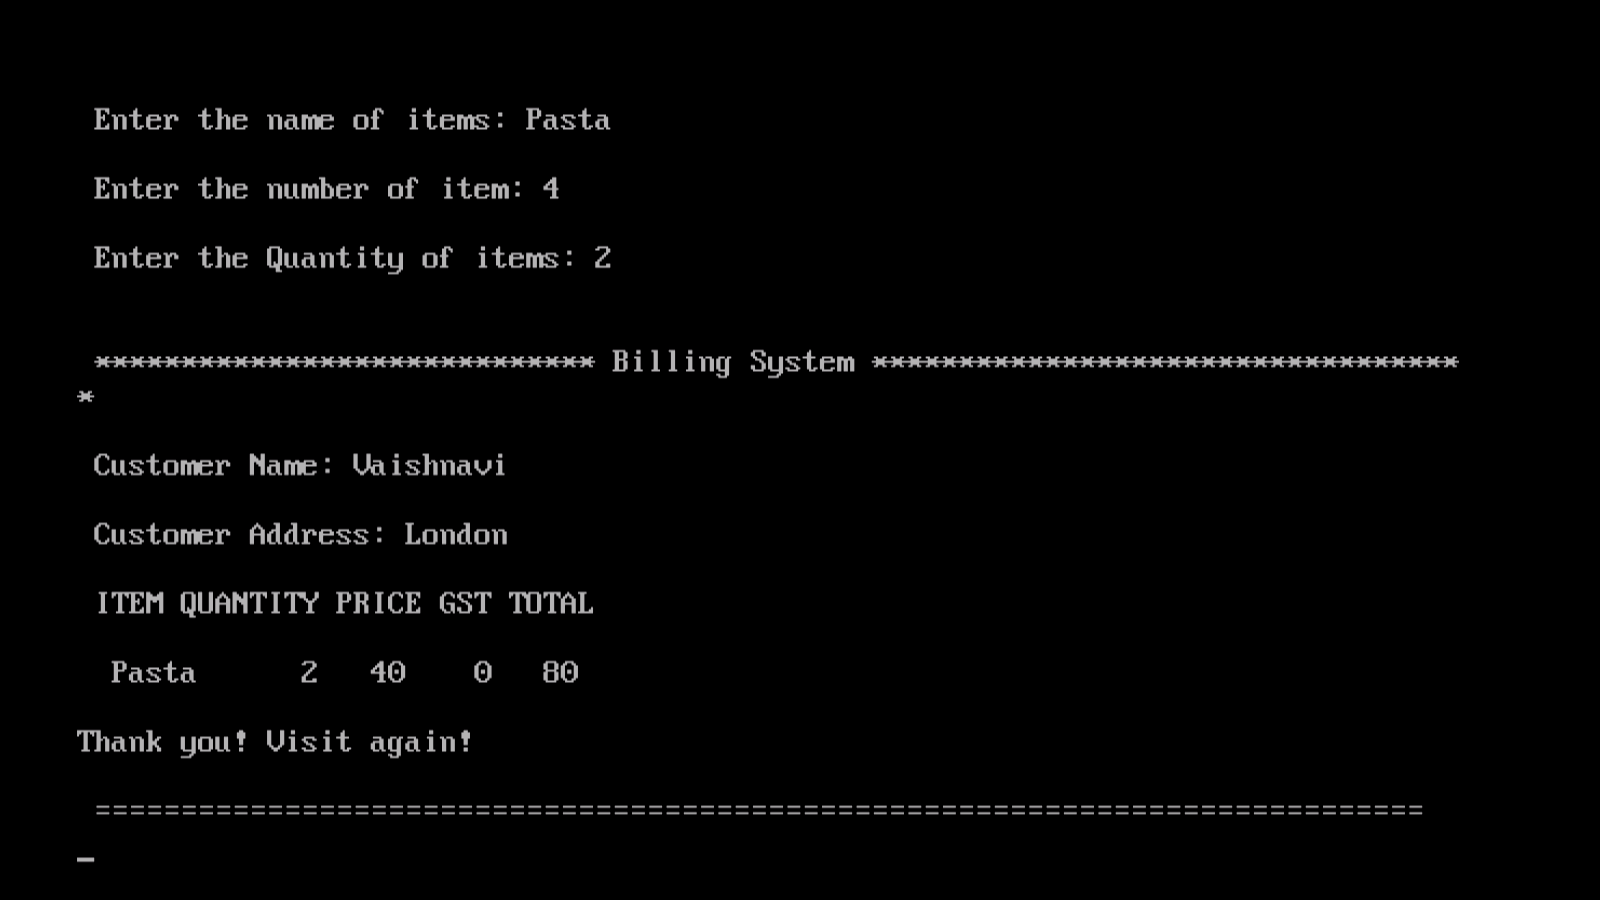 Enter the name of items: Pasta
Enter the number of item: 4
Enter the Quantity of items: 2
***************************** Billing System **********************************
*
Customer Name: Vaishnavi
Customer Address: London
ITEM QUANTITY PRICE GST TOTAL
Pasta 2 40 0 80
Thank you! Visit again!
=============================================================================
_